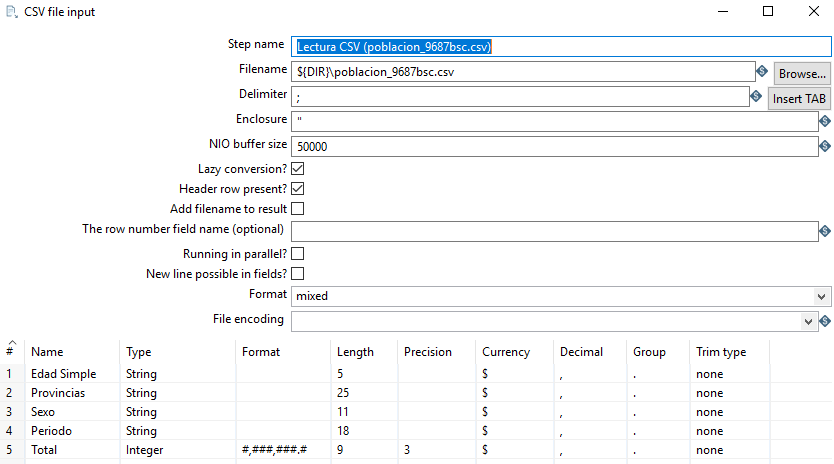 CSV file input
Step name Lectura CSV (poblacion_9687bsc.csv)
Filename ${DIR}\poblacion_9687bsc.csv Browse...
Delimiter ; Insert TAB
Enclosure "
NIO buffer size 50000
Lazy conversion?
Header row present?
Add filename to result
The row number field name (optional)
Running in parallel?
New line possible in fields?
Format mixed
File encoding
# Name Type Format Length Precision Currency Decimal Group Trim type
1 Edad Simple String 5 $ , . none
2 Provincias String 25 $ , . none
3 Sexo String 11 $ , . none
4 Periodo String 18 $ , . none
5 Total Integer #,###,###.# 9 3 $ , . none